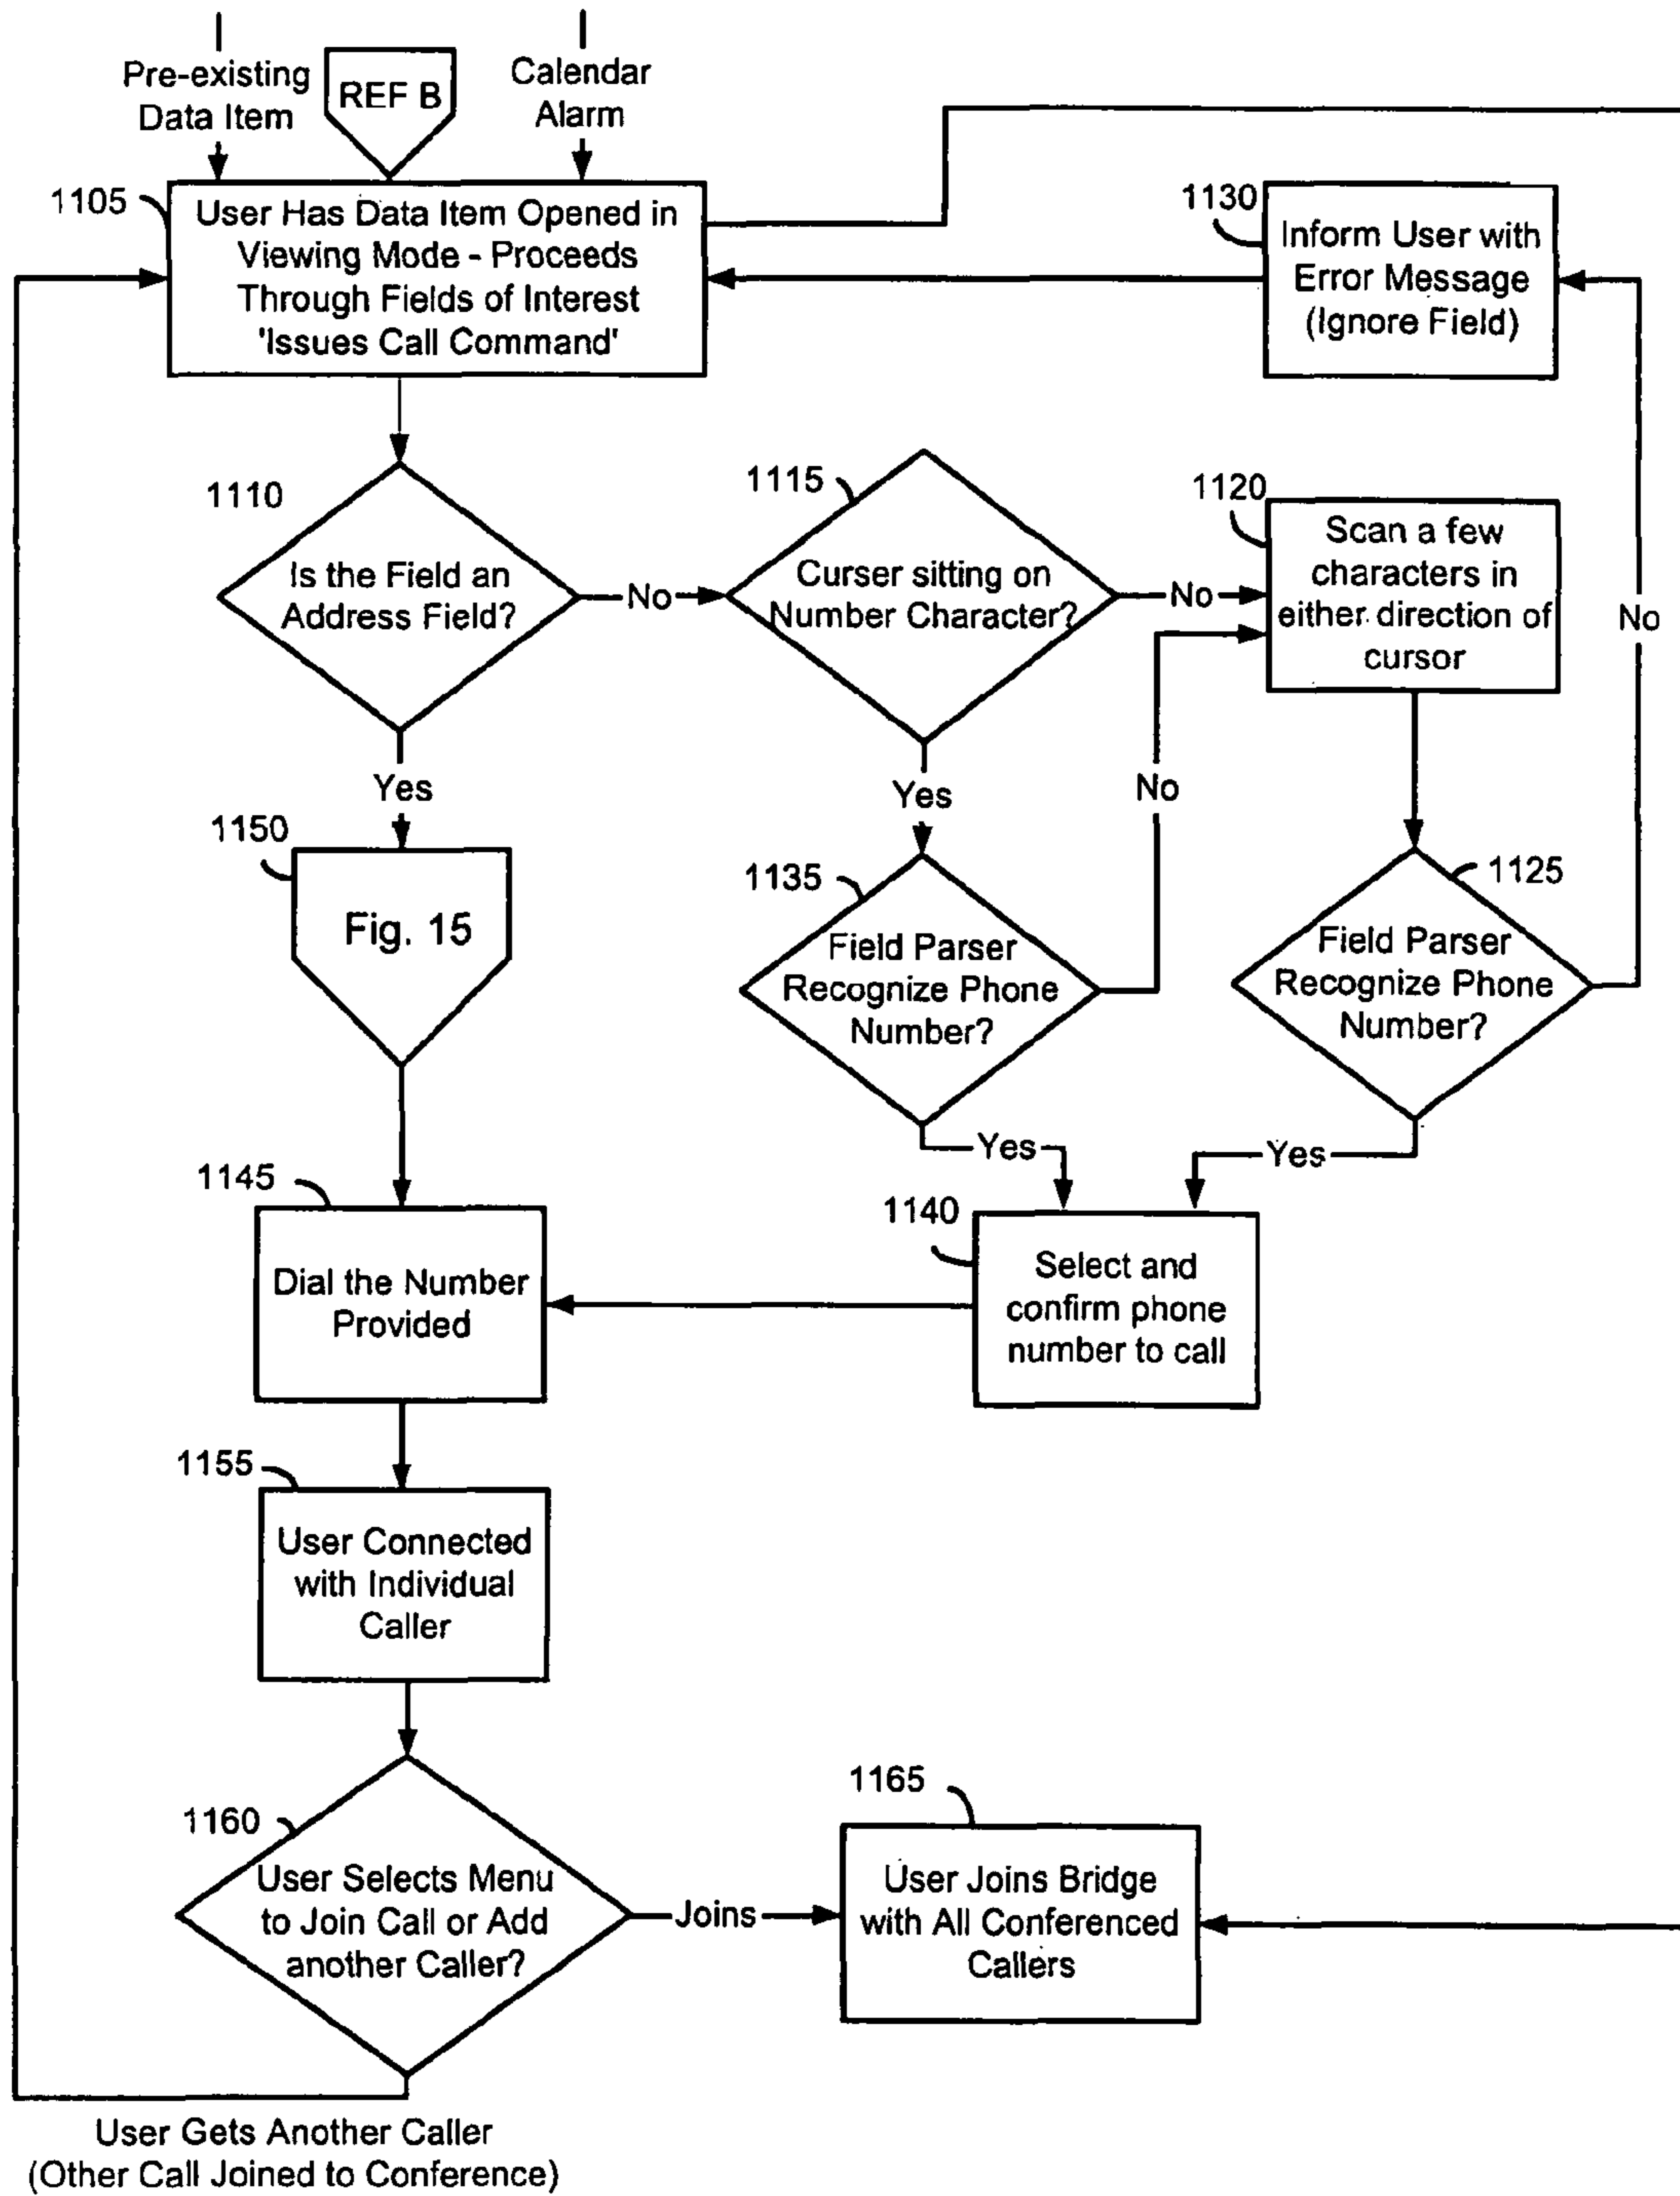 Pre-existing
Data Item
REF B
Calendar
Alarm
1105
User Has Data Item Opened in
Viewing Mode - Proceeds
Through Fields of Interest
'Issues Call Command'
1130
Inform User with
Error Message
(Ignore Field)
1110
Is the Field an
Address Field?
No
1115
Curser sitting on
Number Character?
No
1120
Scan a few
characters in
either direction of
cursor
No
Yes
Yes
No
1150
Fig. 15
1135
Field Parser
Recognize Phone
Number?
1125
Field Parser
Recognize Phone
Number?
Yes
Yes
1145
Dial the Number
Provided
1140
Select and
confirm phone
number to call
1155
User Connected
with Individual
Caller
1160
User Selects Menu
to Join Call or Add
another Caller?
Joins
1165
User Joins Bridge
with All Conferenced
Callers
User Gets Another Caller
(Other Call Joined to Conference)